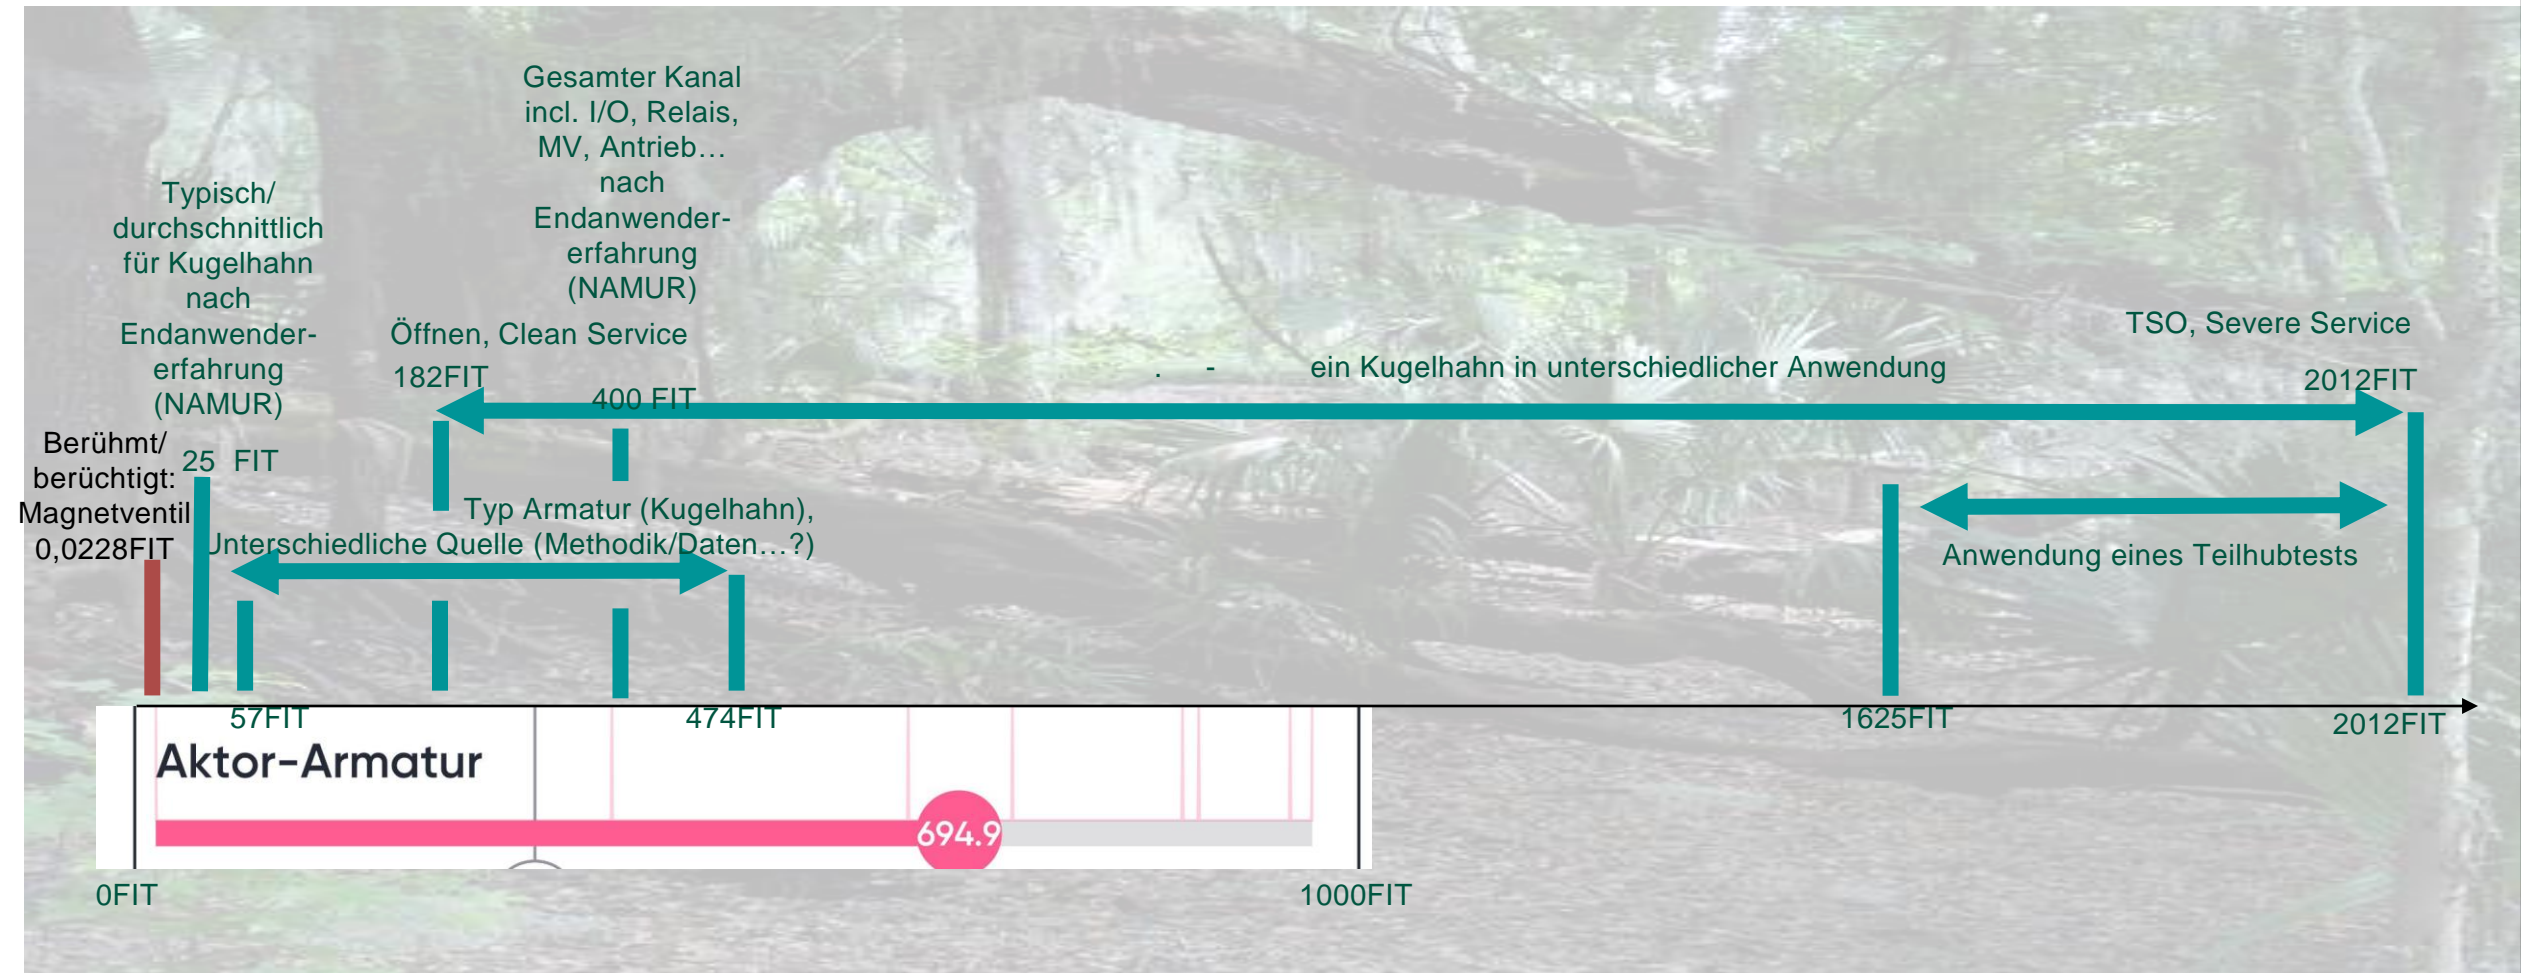 Gesamter Kanal
incl. I/O, Relais,
MV, Antrieb…
nach
Endanwender-
erfahrung
(NAMUR)
Typisch/
durchschnittlich
für Kugelhahn
nach
Endanwender-
erfahrung
(NAMUR)
Öffnen, Clean Service
182FIT
400 FIT
. - ein Kugelhahn in unterschiedlicher Anwendung
TSO, Severe Service
2012FIT
Berühmt/
berüchtigt:
Magnetventil
0,0228FIT
25 FIT
Typ Armatur (Kugelhahn),
Unterschiedliche Quelle (Methodik/Daten…?)
Anwendung eines Teilhubtests
57FIT
474FIT
1625FIT
2012FIT
Aktor-Armatur
694.9
0FIT
1000FIT